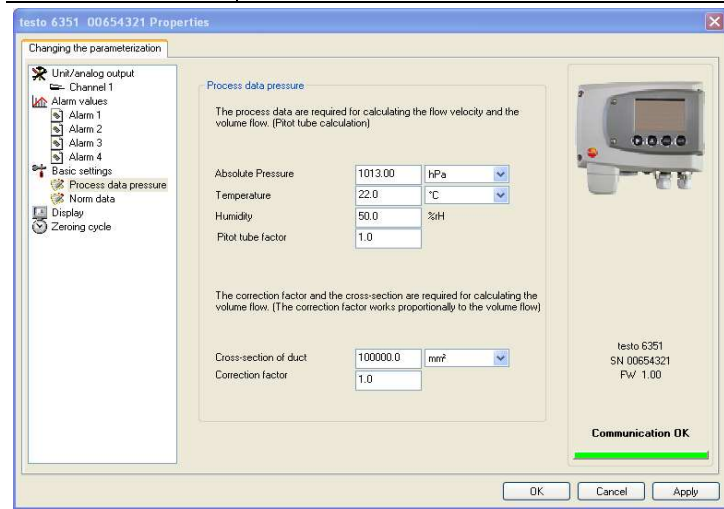 testo 6351 00654321 Properties
Changing the parameterization
Unit/analog output
Channel 1
Alarm values
Alarm 1
Alarm 2
Alarm 3
Alarm 4
Basic settings
Process data pressure
Norm data
Display
Zeroing cycle
Process data pressure
The process data are required for calculating the flow velocity and the
volume flow. (Pitot tube calculation)
Absolute Pressure 1013.00 hPa
Temperature 22.0 °C
Humidity 50.0 %rH
Pitot tube factor 1.0
The correction factor and the cross-section are required for calculating the
volume flow. (The correction factor works proportionally to the volume flow)
Cross-section of duct 100000.0 mm²
Correction factor 1.0
testo 6351
SN 00654321
FW 1.00
Communication OK
OK Cancel Apply